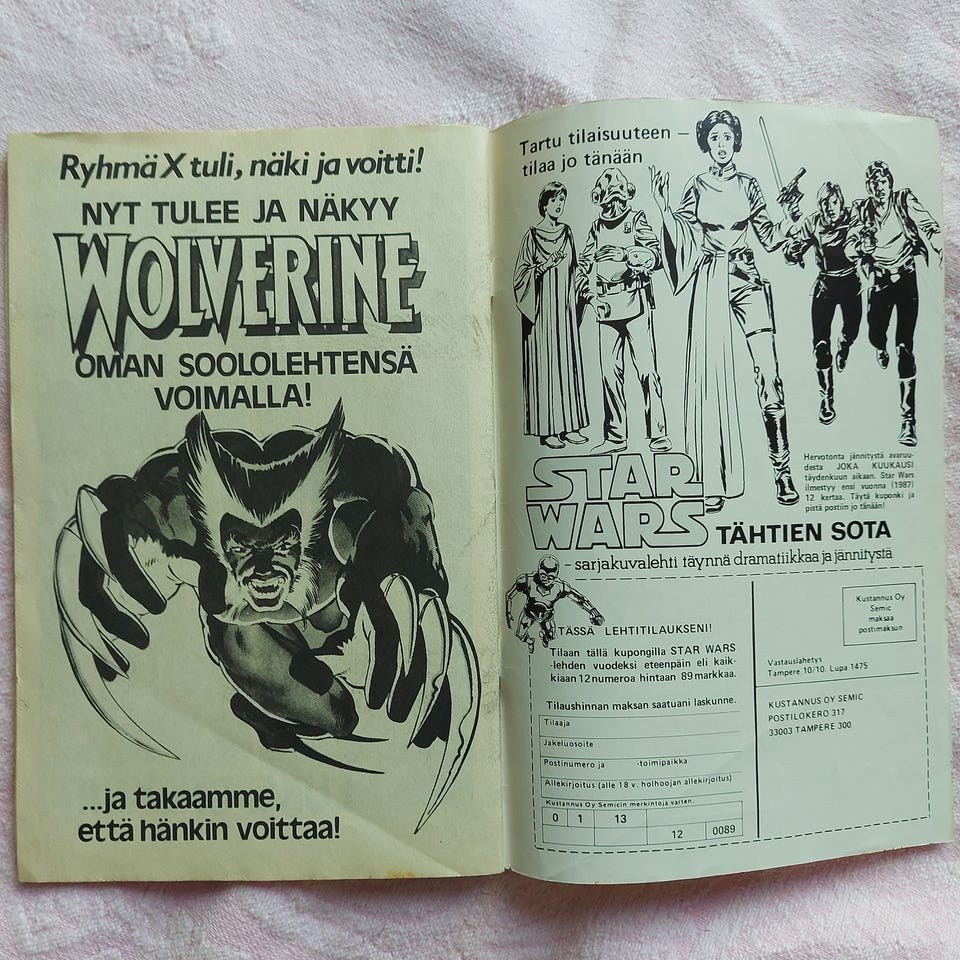 Ryhmä X tuli, näki ja voitti!
NYT TULEE JA NÄKYY
WOLVERINE
OMAN SOOLOLEHTENSÄ
VOIMALLA!
...ja takaamme,
että hänkin voittaa!
Tartu tilaisuuteen –
tilaa jo tänään
Hervotonta jännitystä avaruu-
desta JOKA KUUKAUSI
täydenkuun aikaan. Star Wars
ilmestyy ensi vuonna (1987)
12 kertaa. Täytä kuponki ja
pistä postiin jo tänään!
STAR
WARS TÄHTIEN SOTA
- sarjakuvalehti täynnä dramatiikkaa ja jännitystä
TÄSSÄ LEHTITILAUKSENI!
Tilaan tällä kupongilla STAR WARS
-lehden vuodeksi eteenpäin eli kaik-
kiaan 12 numeroa hintaan 89 markkaa.
Tilaushinnan maksan saatuani laskunne.
Tilaaja
Jakeluosoite
Postinumero ja -toimipaikka
Allekirjoitus (alle 18 v. holhoojan allekirjoitus)
Kustannus Oy Semicin merkintöjä varten.
0 1 13
12 0089
Kustannus Oy
Semic
maksaa
postimaksun
Vastauslähetys
Tampere 10/10. Lupa 1475
KUSTANNUS OY SEMIC
POSTILOKERO 317
33003 TAMPERE 300